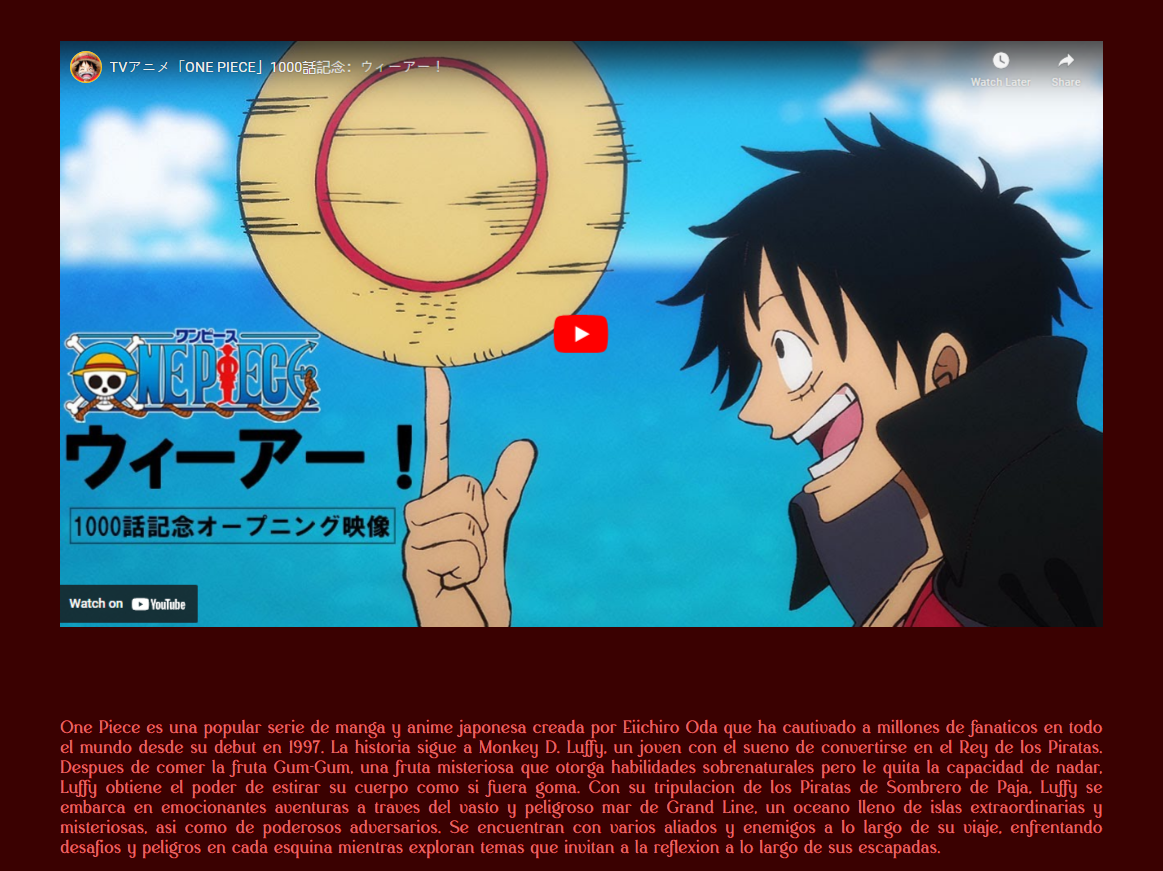 TVアニメ「ONE PIECE」1000話記念：ウィーアー！
Watch Later
Share
ワンピース
ONE PIECE
ウィーアー！
1000話記念オープニング映像
Watch on YouTube
One Piece es una popular serie de manga y anime japonesa creada por Eiichiro Oda que ha cautivado a millones de fanaticos en todo
el mundo desde su debut en 1997. La historia sigue a Monkey D. Luffy, un joven con el sueno de convertirse en el Rey de los Piratas.
Despues de comer la fruta Gum-Gum, una fruta misteriosa que otorga habilidades sobrenaturales pero le quita la capacidad de nadar,
Luffy obtiene el poder de estirar su cuerpo como si fuera goma. Con su tripulacion de los Piratas de Sombrero de Paja, Luffy se
embarca en emocionantes aventuras a traves del vasto y peligroso mar de Grand Line, un oceano lleno de islas extraordinarias y
misteriosas, asi como de poderosos adversarios. Se encuentran con varios aliados y enemigos a lo largo de su viaje, enfrentando
desafios y peligros en cada esquina mientras exploran temas que invitan a la reflexion a lo largo de sus escapadas.